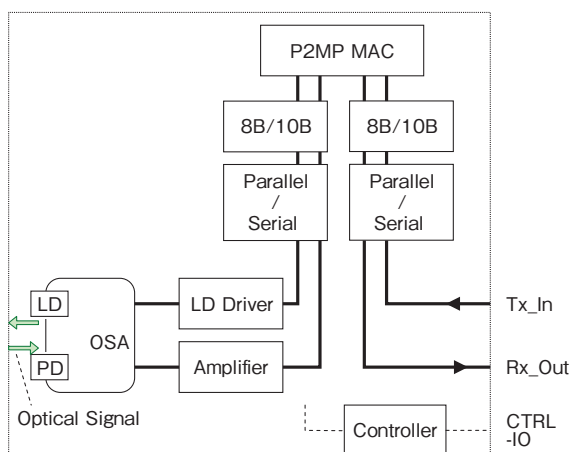 P2MP MAC
8B/10B
8B/10B
Parallel
/
Serial
Parallel
/
Serial
LD
OSA
PD
LD Driver
Amplifier
Tx_In
Rx_Out
Optical Signal
Controller
CTRL
-IO